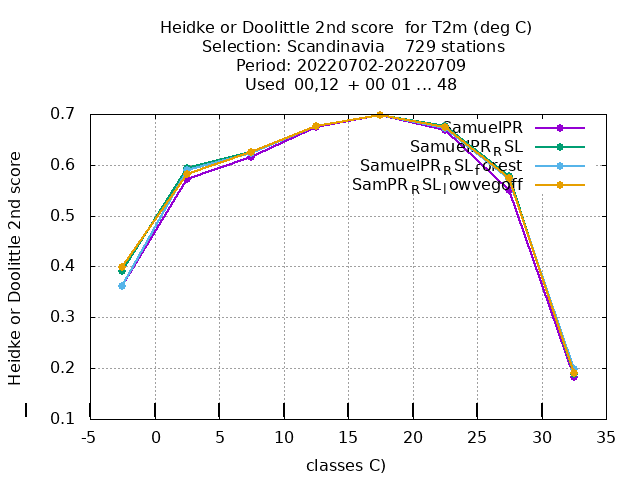 Heidke or Doolittle 2nd score  for T2m (deg C)
Selection: Scandinavia    729 stations
Period: 20220702-20220709
Used  00,12  + 00 01 ... 48
Heidke or Doolittle 2nd score
0.7
0.6
0.5
0.4
0.3
0.2
0.1
SamuelPR
SamuelPR_RSL
SamuelPR_RSL_forest
SamPR_RSL_lowvegoff
-5 0 5 10 15 20 25 30 35
classes C)